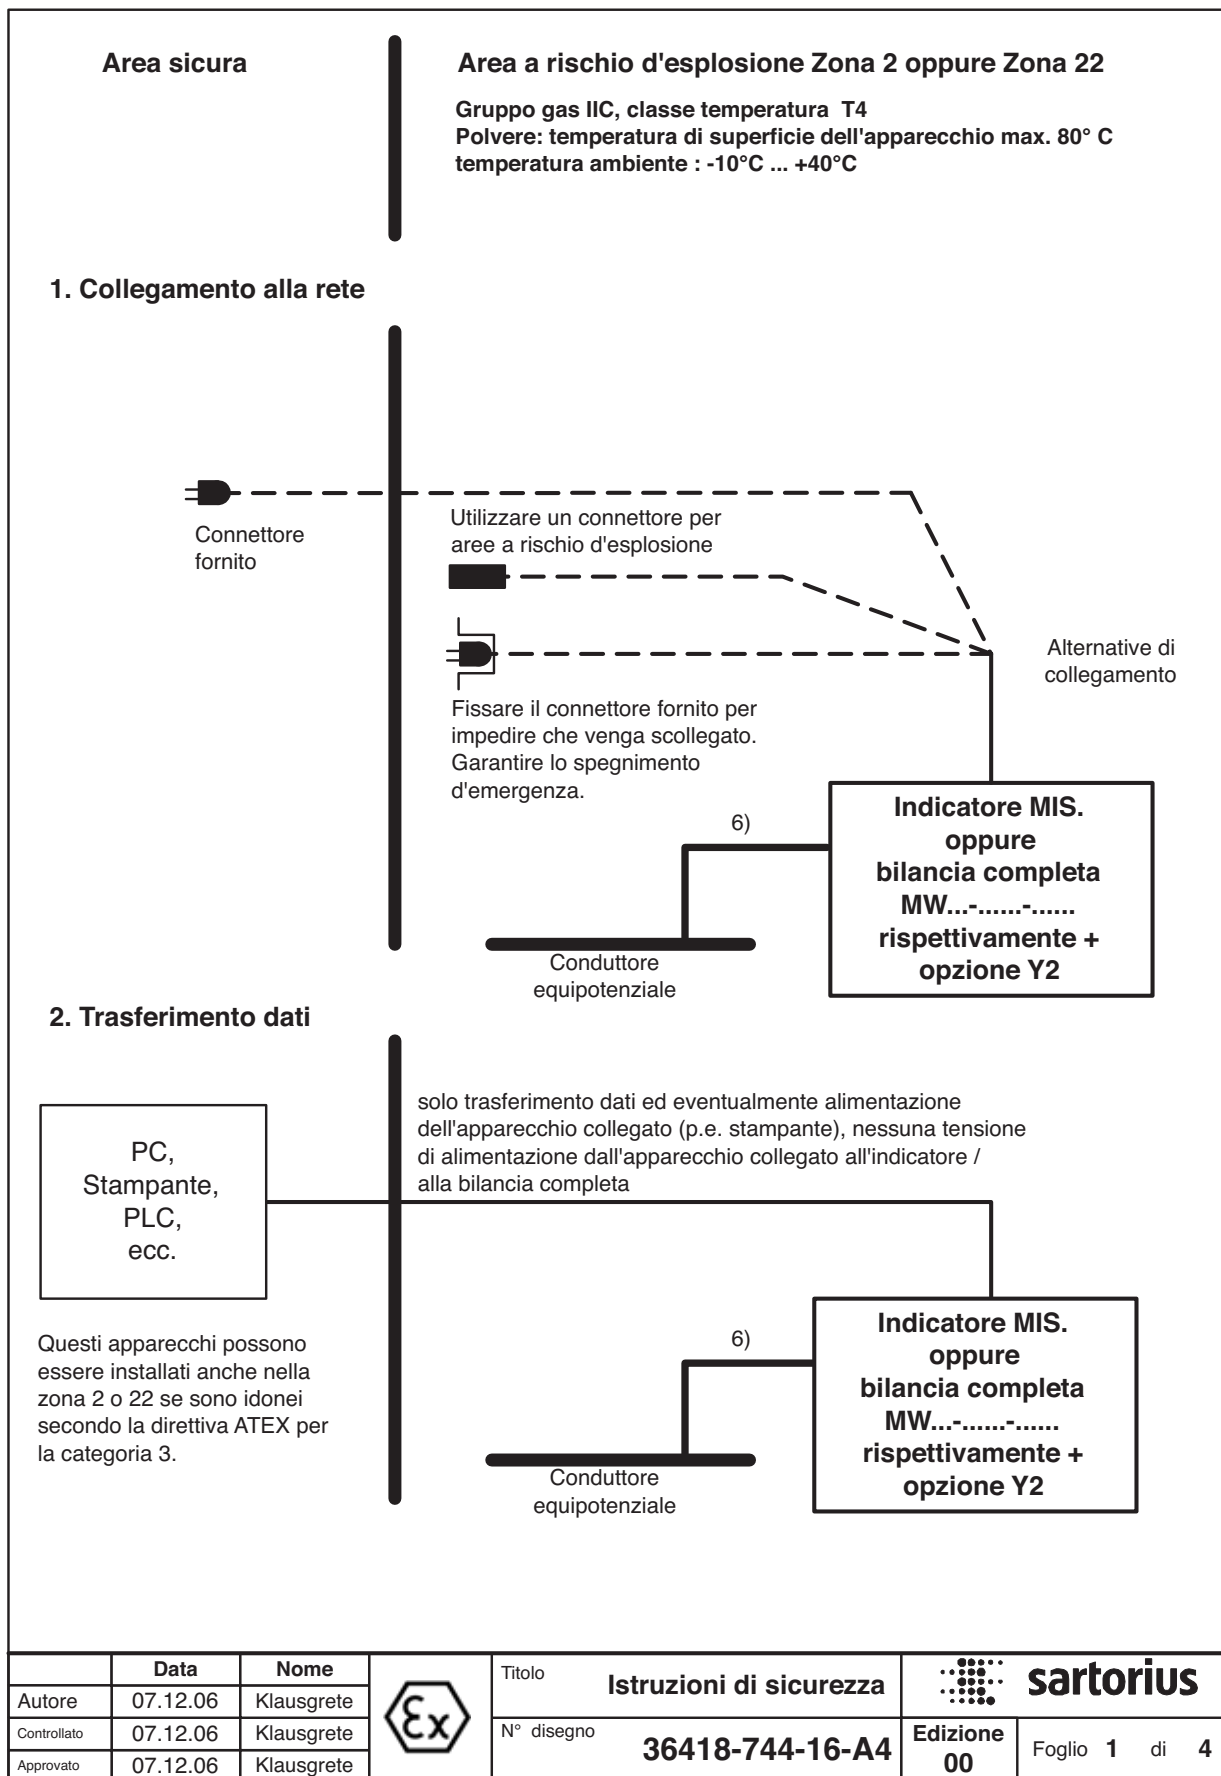 Area sicura
Area a rischio d'esplosione Zona 2 oppure Zona 22
Gruppo gas IIC, classe temperatura T4
Polvere: temperatura di superficie dell'apparecchio max. 80° C
temperatura ambiente : -10°C ... +40°C
1. Collegamento alla rete
Connettore
fornito
Utilizzare un connettore per
aree a rischio d'esplosione
Alternative di
collegamento
Fissare il connettore fornito per
impedire che venga scollegato.
Garantire lo spegnimento
d'emergenza.
6)
Indicatore MIS.
oppure
bilancia completa
MW...-......-......
rispettivamente +
opzione Y2
Conduttore
equipotenziale
2. Trasferimento dati
solo trasferimento dati ed eventualmente alimentazione
dell'apparecchio collegato (p.e. stampante), nessuna tensione
di alimentazione dall'apparecchio collegato all'indicatore /
alla bilancia completa
PC,
Stampante,
PLC,
ecc.
Questi apparecchi possono
essere installati anche nella
zona 2 o 22 se sono idonei
secondo la direttiva ATEX per
la categoria 3.
6)
Indicatore MIS.
oppure
bilancia completa
MW...-......-......
rispettivamente +
opzione Y2
Conduttore
equipotenziale
Data Nome
Autore 07.12.06 Klausgrete
Controllato 07.12.06 Klausgrete
Approvato 07.12.06 Klausgrete
Ex
Titolo Istruzioni di sicurezza
N° disegno 36418-744-16-A4
sartorius
Edizione
00
Foglio 1 di 4